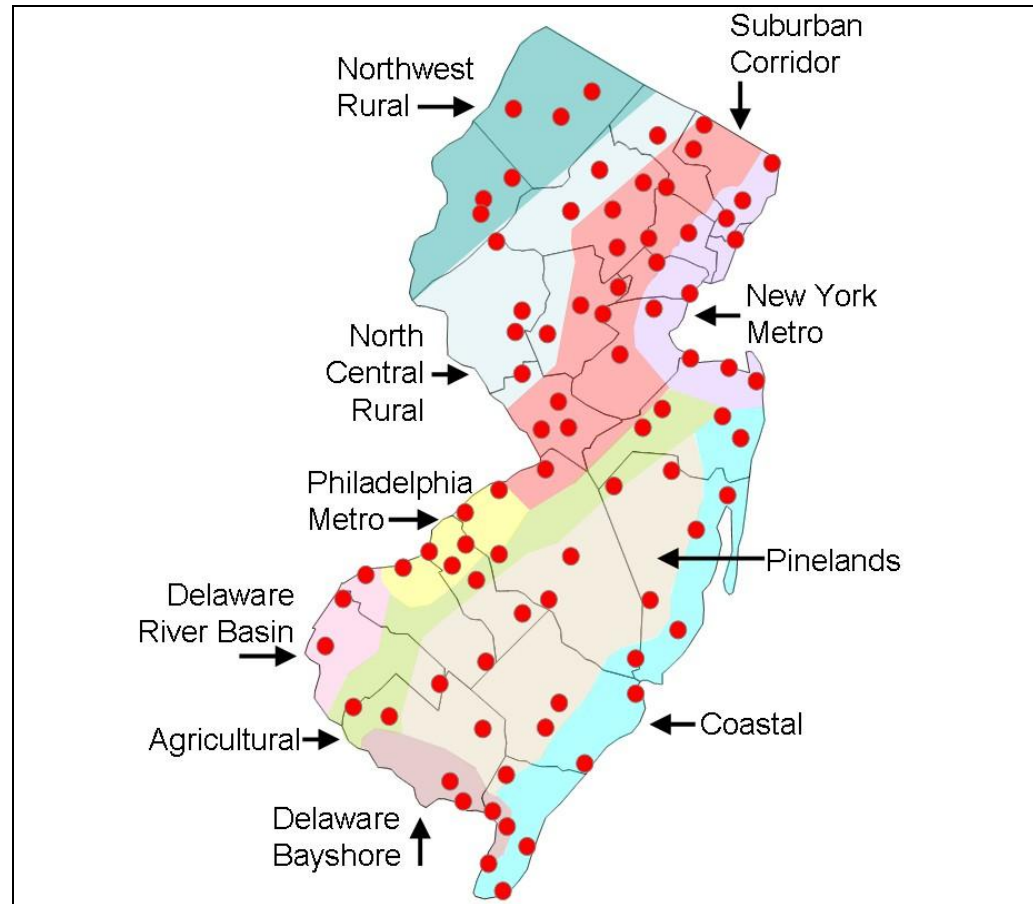 Suburban
Corridor
Northwest
Rural
New York
Metro
North
Central
Rural
Philadelphia
Metro
Pinelands
Delaware
River Basin
Coastal
Agricultural
Delaware
Bayshore